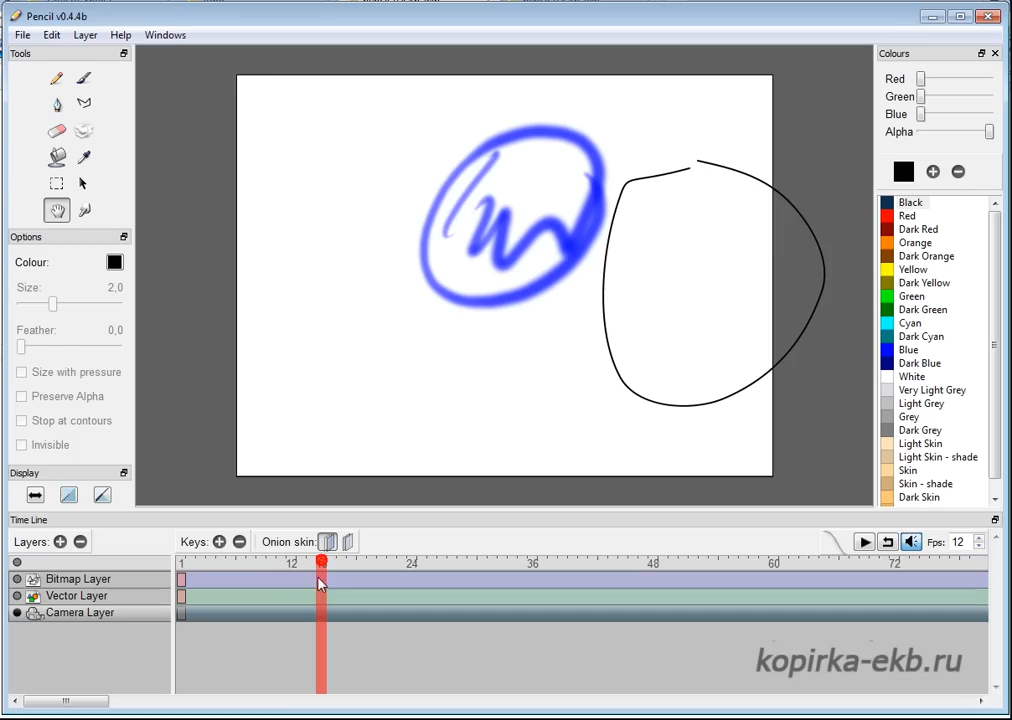 Pencil v0.4.4b
File Edit Layer Help Windows
Tools
Options
Colour:
Size: 2,0
Feather: 0,0
Size with pressure
Preserve Alpha
Stop at contours
Invisible
Display
Colours
Red
Green
Blue
Alpha
Black
Red
Dark Red
Orange
Dark Orange
Yellow
Dark Yellow
Green
Dark Green
Cyan
Dark Cyan
Blue
Dark Blue
White
Very Light Grey
Light Grey
Grey
Dark Grey
Light Skin
Light Skin - shade
Skin
Skin - shade
Dark Skin
Time Line
Layers: Keys: Onion skin: Fps: 12
1 12 24 36 48 60 72
Bitmap Layer
Vector Layer
Camera Layer
kopirka-ekb.ru